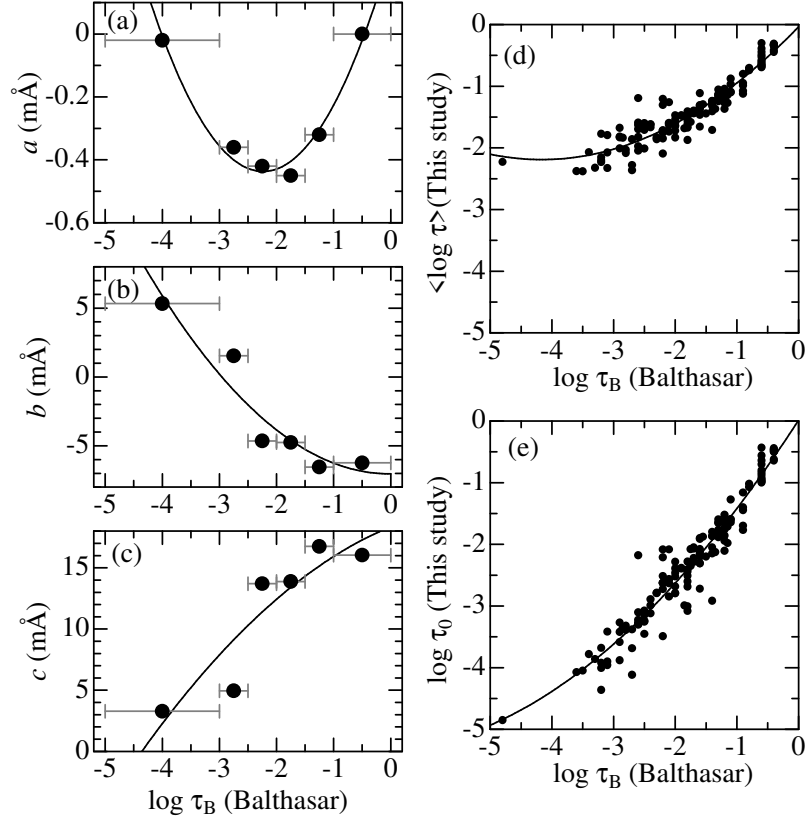 (a)
0
-0.2
-0.4
-0.6
a (mÅ)
-5 -4 -3 -2 -1 0
(b)
5
0
-5
b (mÅ)
-5 -4 -3 -2 -1 0
(c)
15
10
5
0
c (mÅ)
-5 -4 -3 -2 -1 0
log τB (Balthasar)
(d)
0
-1
-2
-3
-4
-5
<log τ> (This study)
-5 -4 -3 -2 -1 0
log τB (Balthasar)
(e)
0
-1
-2
-3
-4
-5
log τ0 (This study)
-5 -4 -3 -2 -1 0
log τB (Balthasar)